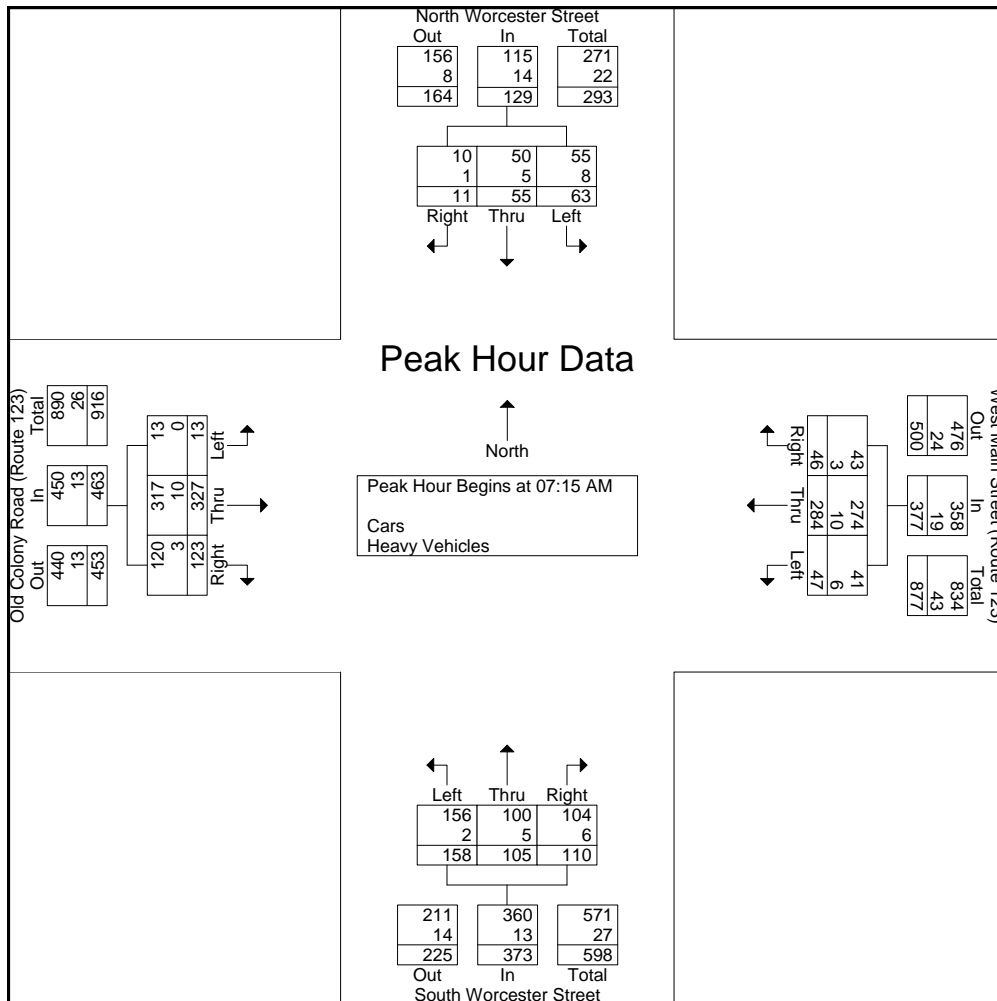 North Worcester Street
Out In Total
156 115 271
8 14 22
164 129 293
10 50 55
1 5 8
11 55 63
Right Thru Left
Peak Hour Data
North
Peak Hour Begins at 07:15 AM
Cars
Heavy Vehicles
Old Colony Road (Route 123)
Out In Total
440 450 890
13 13 26
453 463 916
Right Thru Left
120 317 13
3 10 0
123 327 13
West Main Street (Route 123)
Out In Total
476 358 834
24 19 43
500 377 877
43 274 41
3 10 6
46 284 47
Right Thru Left
Left Thru Right
156 100 104
2 5 6
158 105 110
211 360 571
14 13 27
225 373 598
Out In Total
South Worcester Street